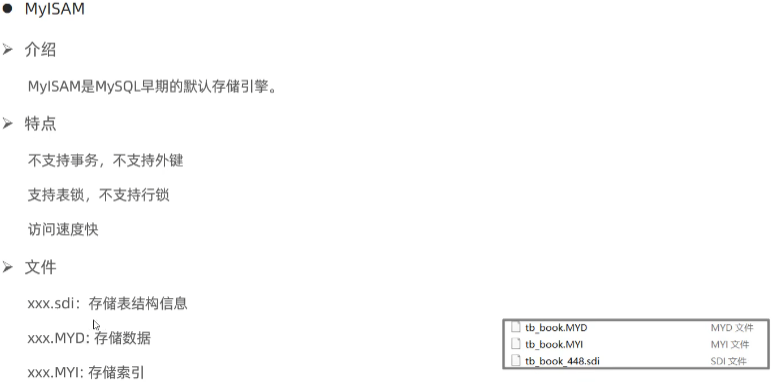 MyISAM
介绍
MyISAM是MySQL早期的默认存储引擎。
特点
不支持事务，不支持外键
支持表锁，不支持行锁
访问速度快
文件
xxx.sdi：存储表结构信息
xxx.MYD: 存储数据
xxx.MYI: 存储索引
tb_book.MYD MYD 文件
tb_book.MYI MYI 文件
tb_book_448.sdi SDI 文件